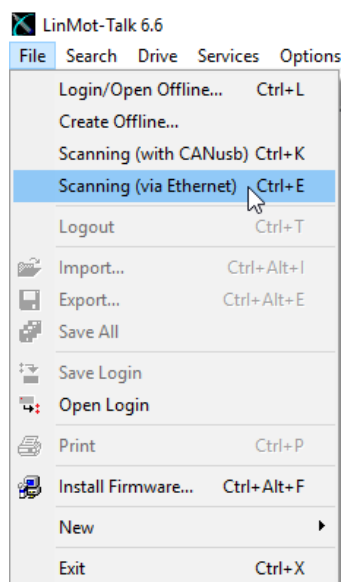 LinMot-Talk 6.6
File Search Drive Services Options
Login/Open Offline... Ctrl+L
Create Offline...
Scanning (with CANusb) Ctrl+K
Scanning (via Ethernet) Ctrl+E
Logout Ctrl+T
Import... Ctrl+Alt+I
Export... Ctrl+Alt+E
Save All
Save Login
Open Login
Print Ctrl+P
Install Firmware... Ctrl+Alt+F
New
Exit Ctrl+X